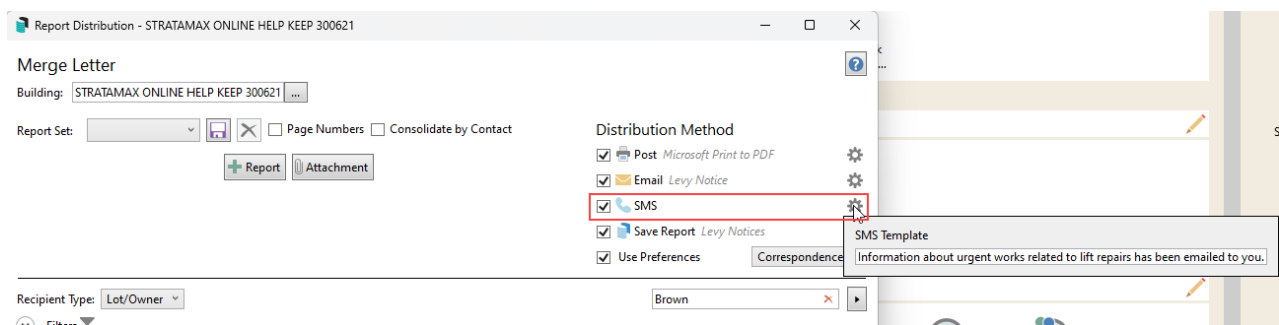 Report Distribution - STRATAMAX ONLINE HELP KEEP 300621
Merge Letter
Building: STRATAMAX ONLINE HELP KEEP 300621 ...
Report Set: Page Numbers Consolidate by Contact
Report Attachment
Distribution Method
Post Microsoft Print to PDF
Email Levy Notice
SMS
Save Report Levy Notices
Use Preferences Correspondence
SMS Template
Information about urgent works related to lift repairs has been emailed to you.
Recipient Type: Lot/Owner Brown
Filters